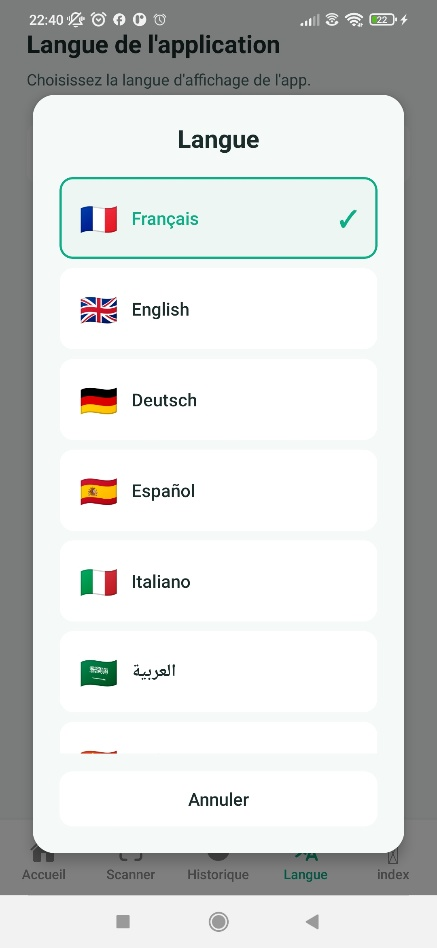 22:40
22
Langue de l'application
Choisissez la langue d'affichage de l'app.
Langue
Français
English
Deutsch
Español
Italiano
العربية
Annuler
Accueil
Scanner
Historique
Langue
index